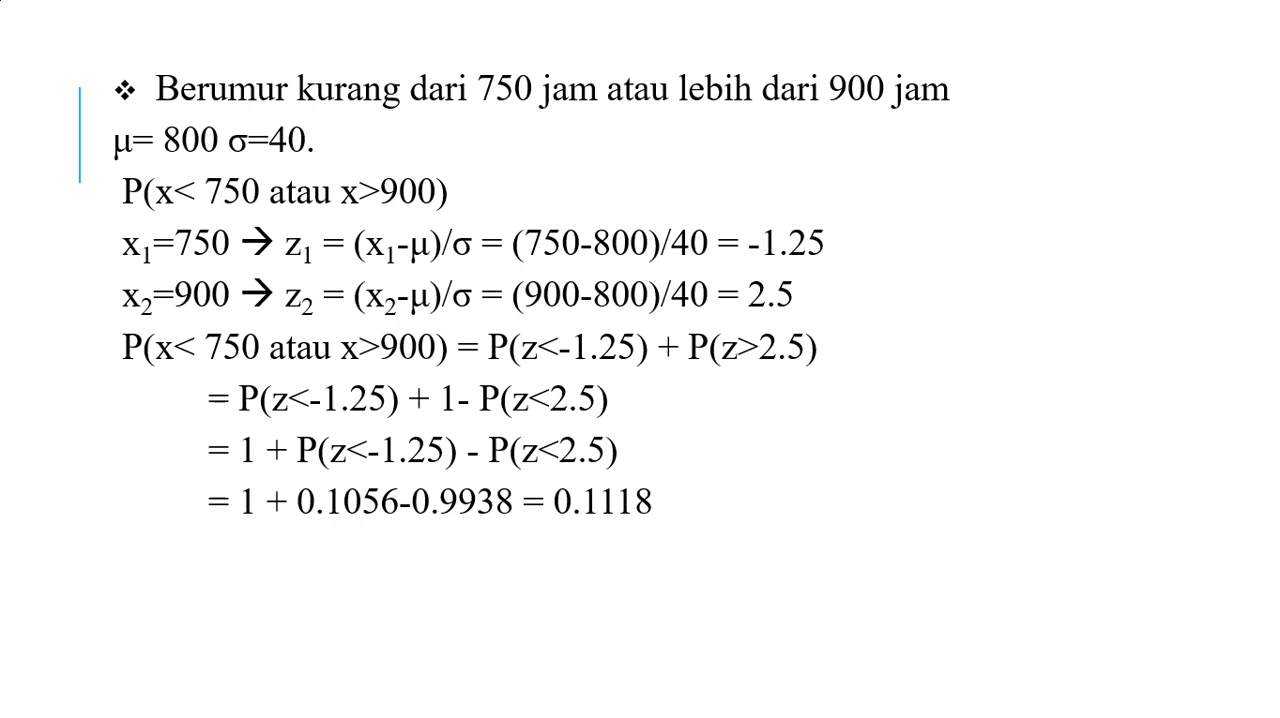 ❖ Berumur kurang dari 750 jam atau lebih dari 900 jam
μ= 800 σ=40.
P(x< 750 atau x>900)
x₁=750 → z₁ = (x₁-μ)/σ = (750-800)/40 = -1.25
x₂=900 → z₂ = (x₂-μ)/σ = (900-800)/40 = 2.5
P(x< 750 atau x>900) = P(z<-1.25) + P(z>2.5)
= P(z<-1.25) + 1- P(z<2.5)
= 1 + P(z<-1.25) - P(z<2.5)
= 1 + 0.1056-0.9938 = 0.1118